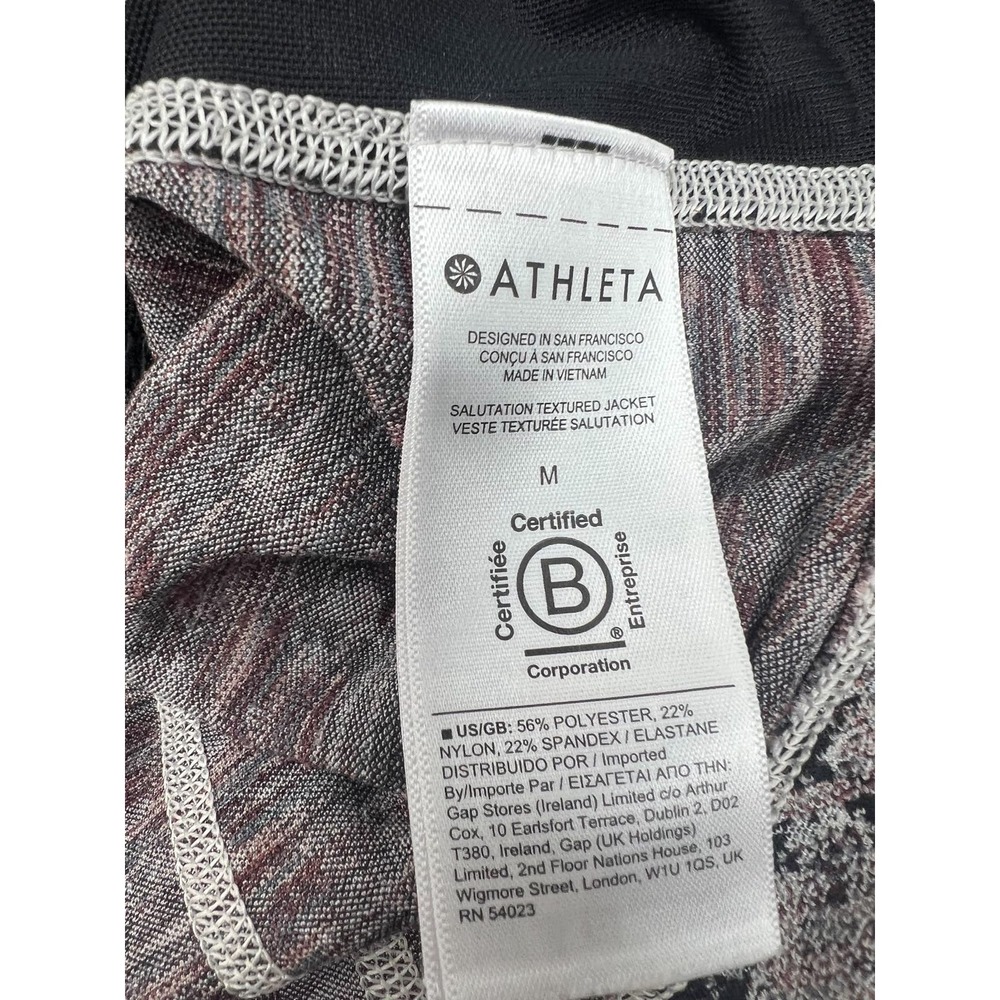 ATHLETA
DESIGNED IN SAN FRANCISCO
CONÇU À SAN FRANCISCO
MADE IN VIETNAM
SALUTATION TEXTURED JACKET
VESTE TEXTURÉE SALUTATION
M
Certified
Certifiée
B
Entreprise
®
Corporation
■ US/GB: 56% POLYESTER, 22%
NYLON, 22% SPANDEX / ELASTANE
DISTRIBUIDO POR / Imported
By/Importe Par / ΕΙΣΑΓΕΤΑΙ ΑΠΟ ΤΗΝ:
Gap Stores (Ireland) Limited c/o Arthur
Cox, 10 Earlsfort Terrace, Dublin 2, D02
T380, Ireland, Gap (UK Holdings)
Limited, 2nd Floor Nations House, 103
Wigmore Street, London, W1U 1QS, UK
RN 54023